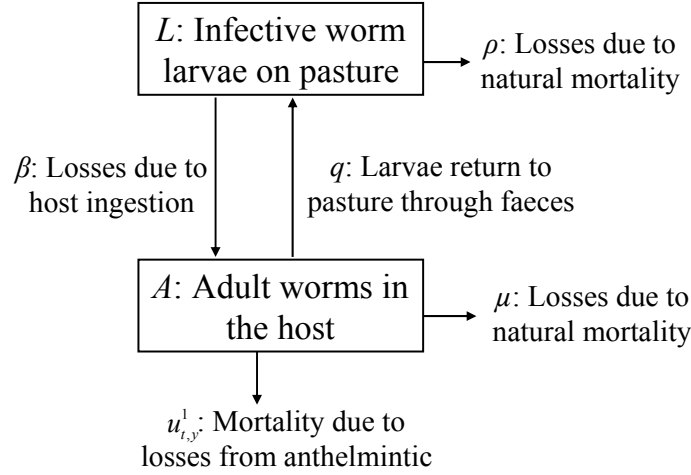 L: Infective worm
larvae on pasture
ρ: Losses due to
natural mortality
β: Losses due to
host ingestion
q: Larvae return to
pasture through faeces
A: Adult worms in
the host
μ: Losses due to
natural mortality
u¹ₜ,ᵧ: Mortality due to
losses from anthelmintic